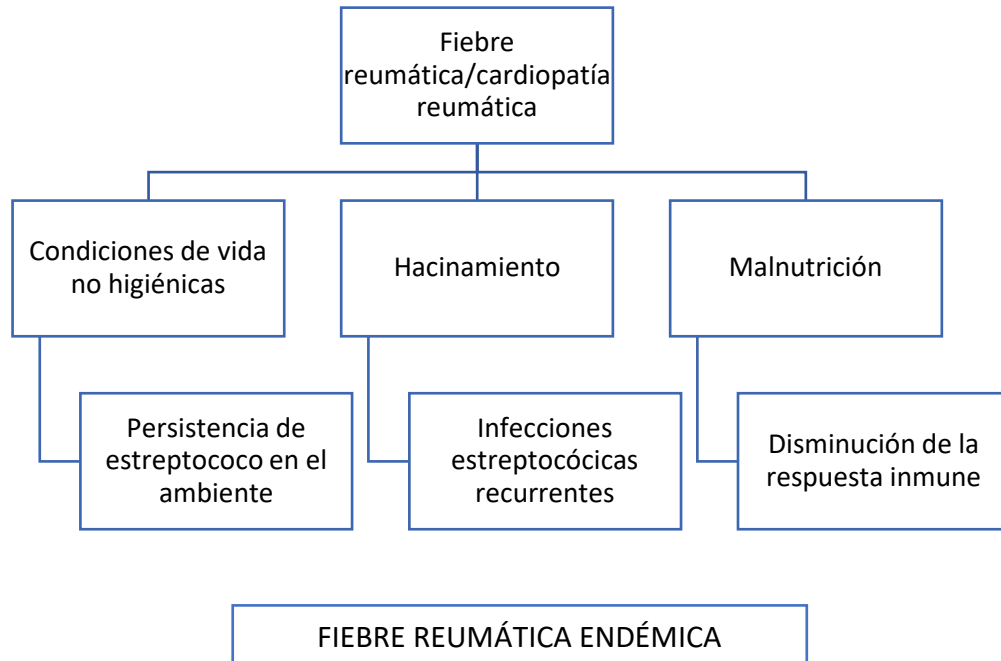 Fiebre
reumática/cardiopatía
reumática
Condiciones de vida
no higiénicas
Hacinamiento
Malnutrición
Persistencia de
estreptococo en el
ambiente
Infecciones
estreptocócicas
recurrentes
Disminución de la
respuesta inmune
FIEBRE REUMÁTICA ENDÉMICA